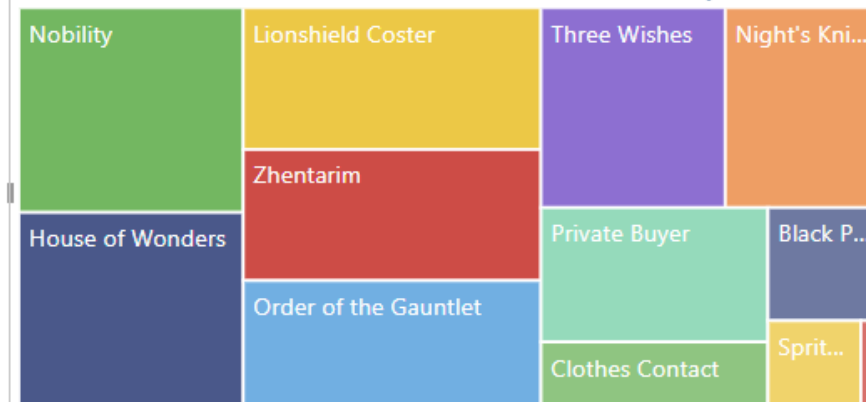 Nobility
Lionshield Coster
Three Wishes
Night's Kni...
Zhentarim
House of Wonders
Private Buyer
Black P...
Order of the Gauntlet
Sprit...
Clothes Contact